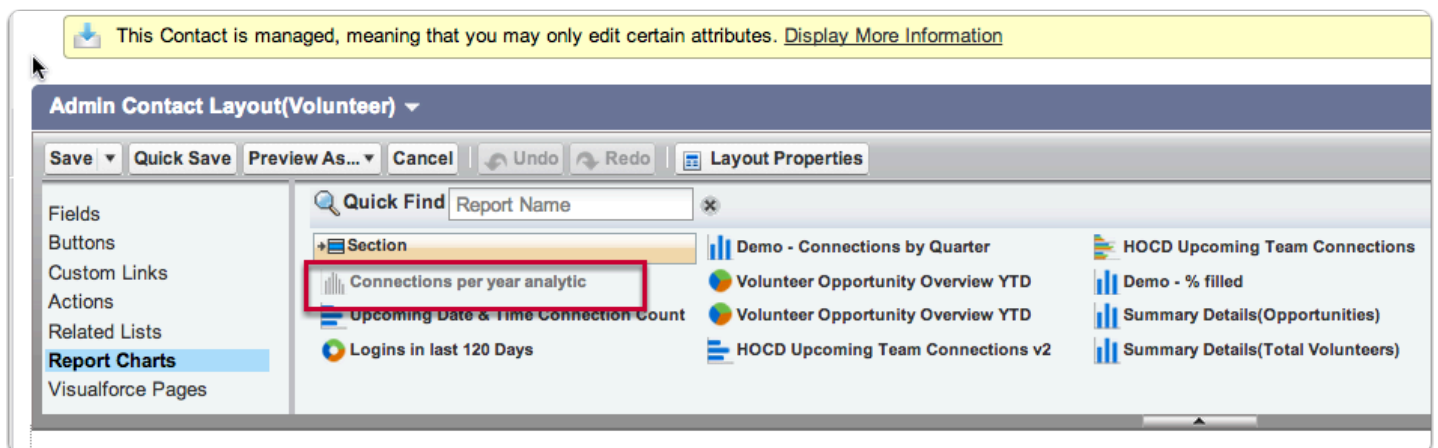 This Contact is managed, meaning that you may only edit certain attributes. Display More Information
Admin Contact Layout(Volunteer)
Save Quick Save Preview As... Cancel Undo Redo Layout Properties
Fields
Buttons
Custom Links
Actions
Related Lists
Report Charts
Visualforce Pages
Quick Find Report Name
Section Demo - Connections by Quarter HOCD Upcoming Team Connections
Connections per year analytic Volunteer Opportunity Overview YTD Demo - % filled
Upcoming Date & Time Connection Count Volunteer Opportunity Overview YTD Summary Details(Opportunities)
Logins in last 120 Days HOCD Upcoming Team Connections v2 Summary Details(Total Volunteers)